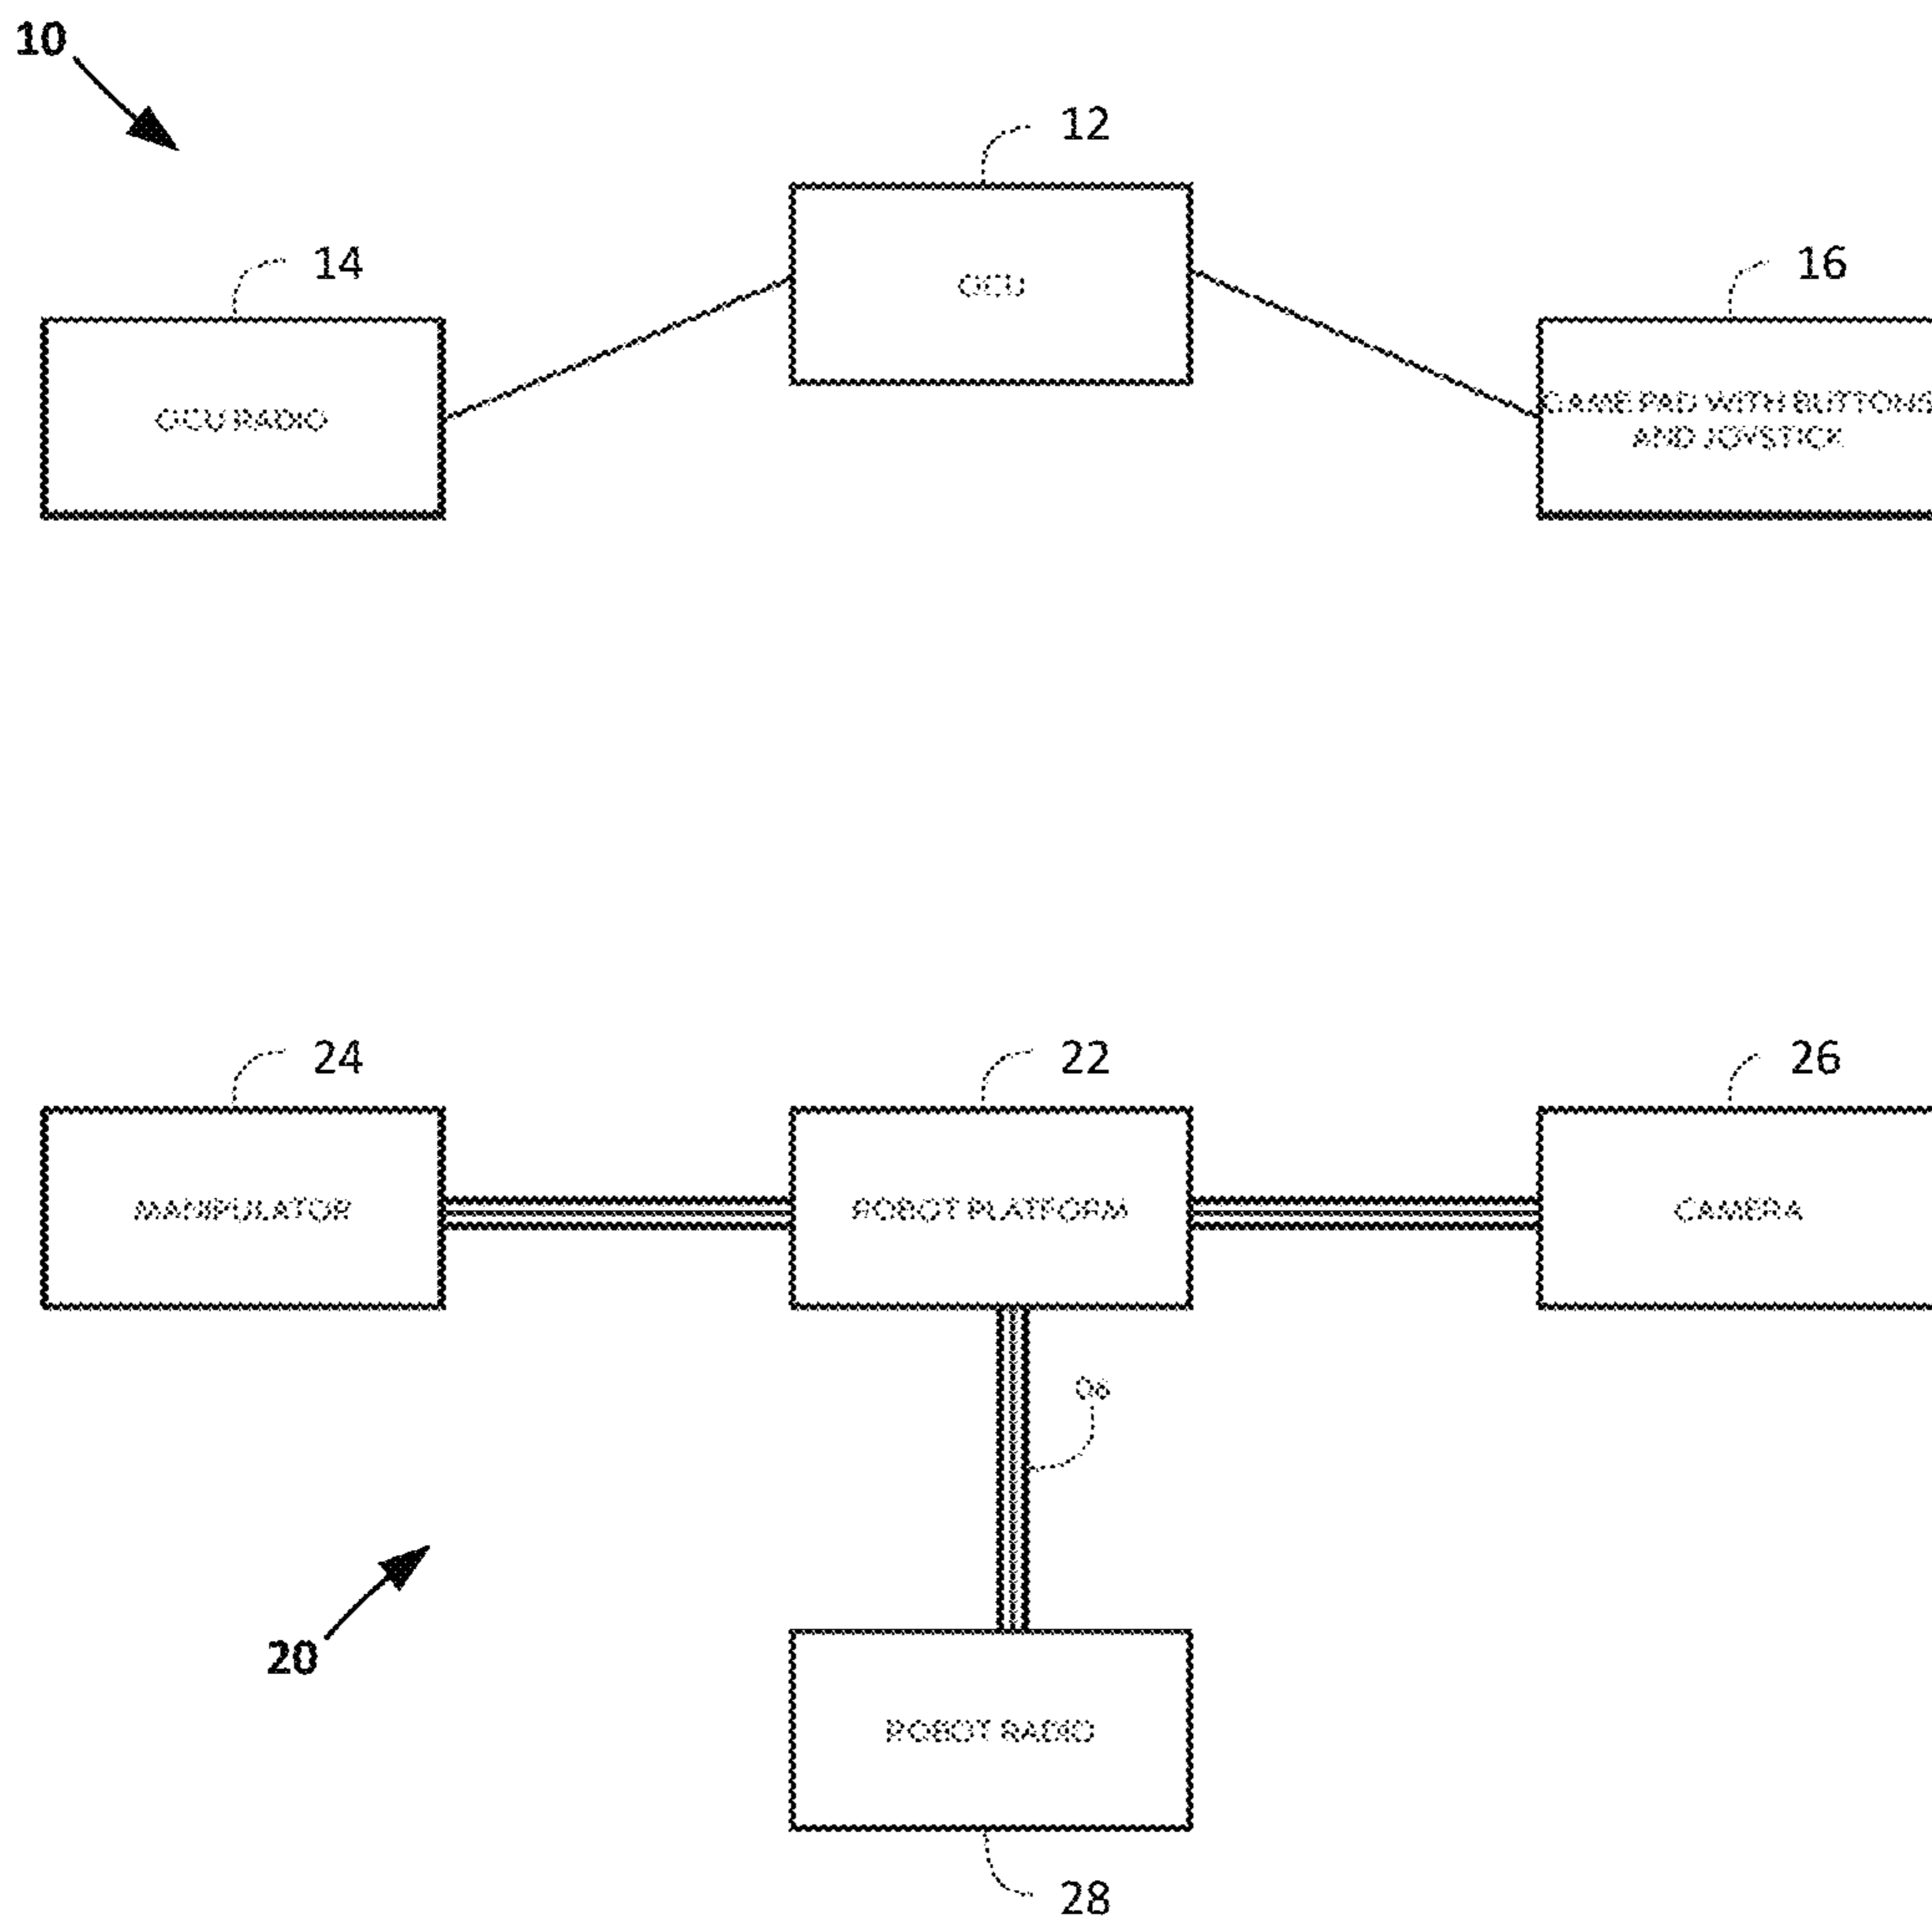 10
12
14
16
OCU
OCU RADIO
GAME PAD WITH BUTTONS
AND JOYSTICK
24
22
26
MANIPULATOR
ROBOT PLATFORM
CAMERA
20
ROBOT RADIO
28